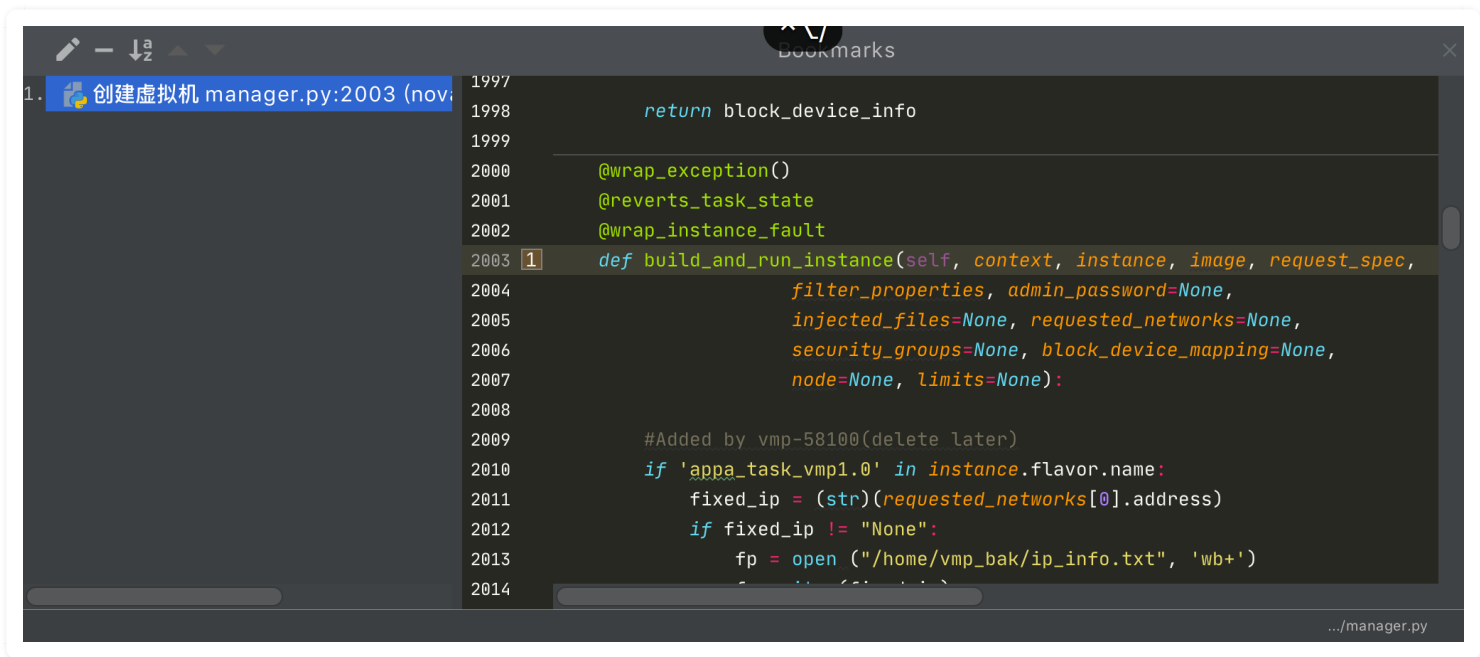 Bookmarks
1. 创建虚拟机 manager.py:2003 (nova
1997
1998 return block_device_info
1999
2000 @wrap_exception()
2001 @reverts_task_state
2002 @wrap_instance_fault
2003 1 def build_and_run_instance(self, context, instance, image, request_spec,
2004 filter_properties, admin_password=None,
2005 injected_files=None, requested_networks=None,
2006 security_groups=None, block_device_mapping=None,
2007 node=None, limits=None):
2008
2009 #Added by vmp-58100(delete later)
2010 if 'appa_task_vmp1.0' in instance.flavor.name:
2011 fixed_ip = (str)(requested_networks[0].address)
2012 if fixed_ip != "None":
2013 fp = open ("/home/vmp_bak/ip_info.txt", 'wb+')
2014
.../manager.py